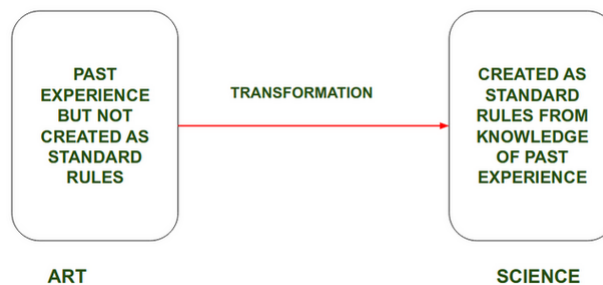 PAST
EXPERIENCE
BUT NOT
CREATED AS
STANDARD
RULES
TRANSFORMATION
CREATED AS
STANDARD
RULES FROM
KNOWLEDGE
OF PAST
EXPERIENCE
ART
SCIENCE